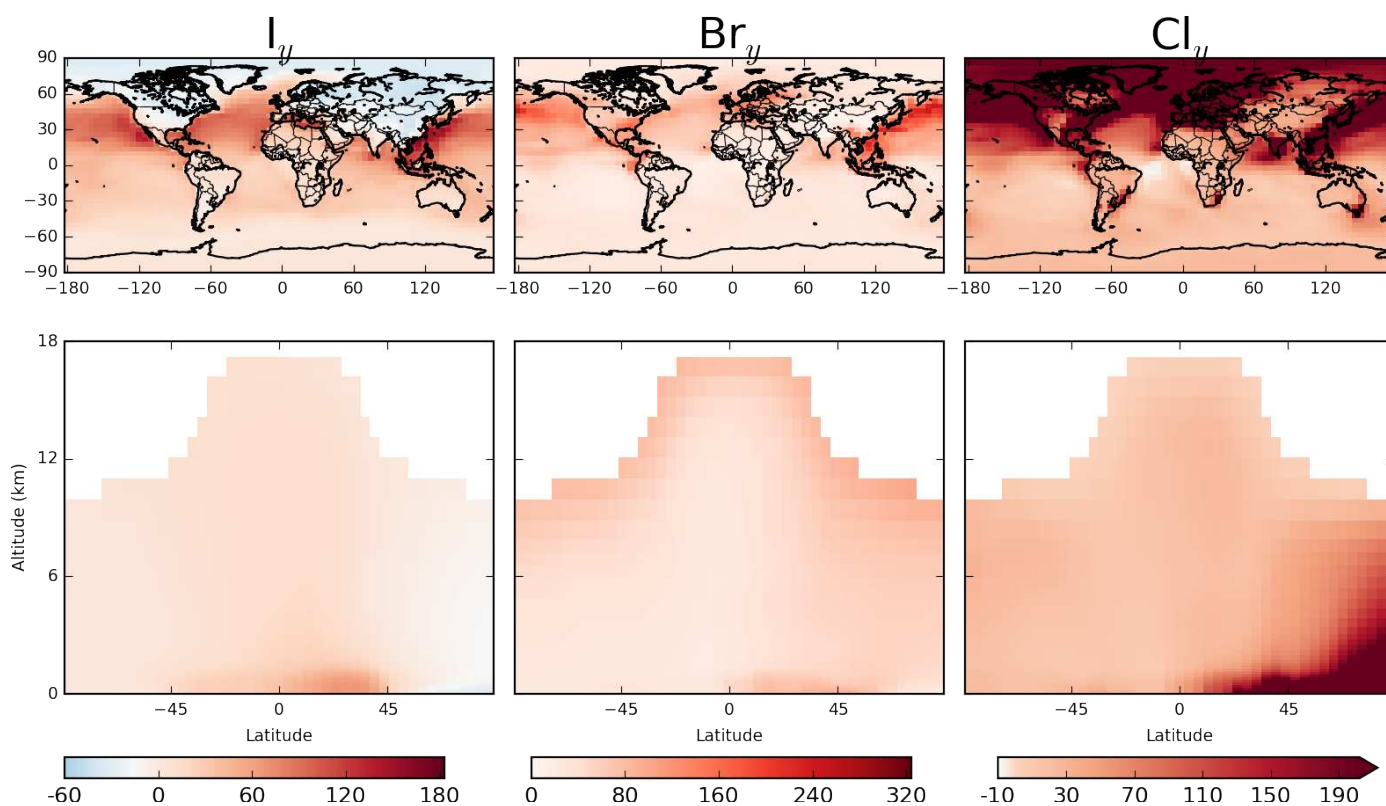 I_y Br_y Cl_y
90
60
30
0
−30
−60
−90
−180 −120 −60 0 60 120 −180 −120 −60 0 60 120 −180 −120 −60 0 60 120
18
12
6
0
Altitude (km)
−45 0 45 −45 0 45 −45 0 45
Latitude Latitude Latitude
-60 0 60 120 180 0 80 160 240 320 -10 30 70 110 150 190